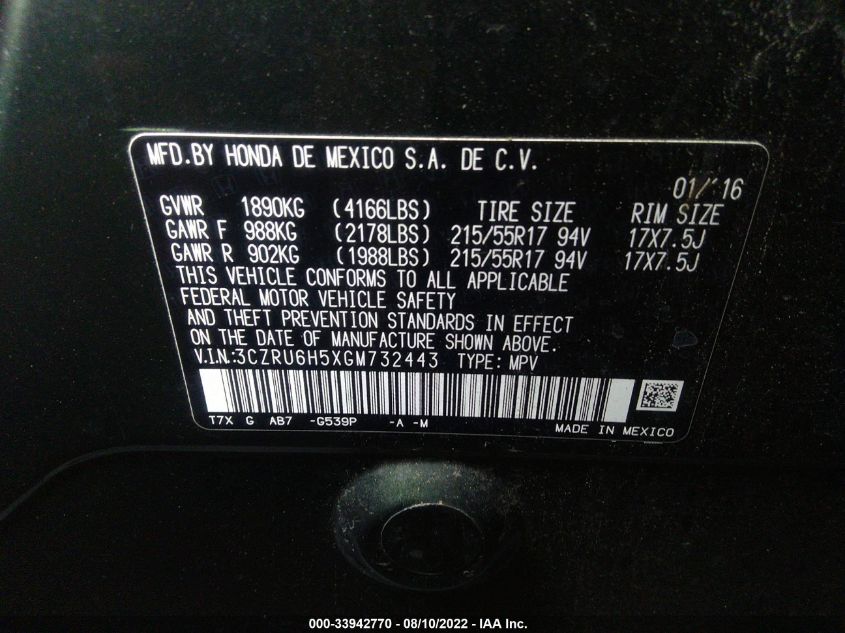 MFD.BY HONDA DE MEXICO S.A. DE C.V.
01/'16
GVWR 1890KG (4166LBS) TIRE SIZE RIM SIZE
GAWR F 988KG (2178LBS) 215/55R17 94V 17X7.5J
GAWR R 902KG (1988LBS) 215/55R17 94V 17X7.5J
THIS VEHICLE CONFORMS TO ALL APPLICABLE
FEDERAL MOTOR VEHICLE SAFETY
AND THEFT PREVENTION STANDARDS IN EFFECT
ON THE DATE OF MANUFACTURE SHOWN ABOVE.
V.I.N.:3CZRU6H5XGM732443 TYPE: MPV
T7X G AB7 -G539P -A -M
MADE IN MEXICO
000-33942770 - 08/10/2022 - IAA Inc.